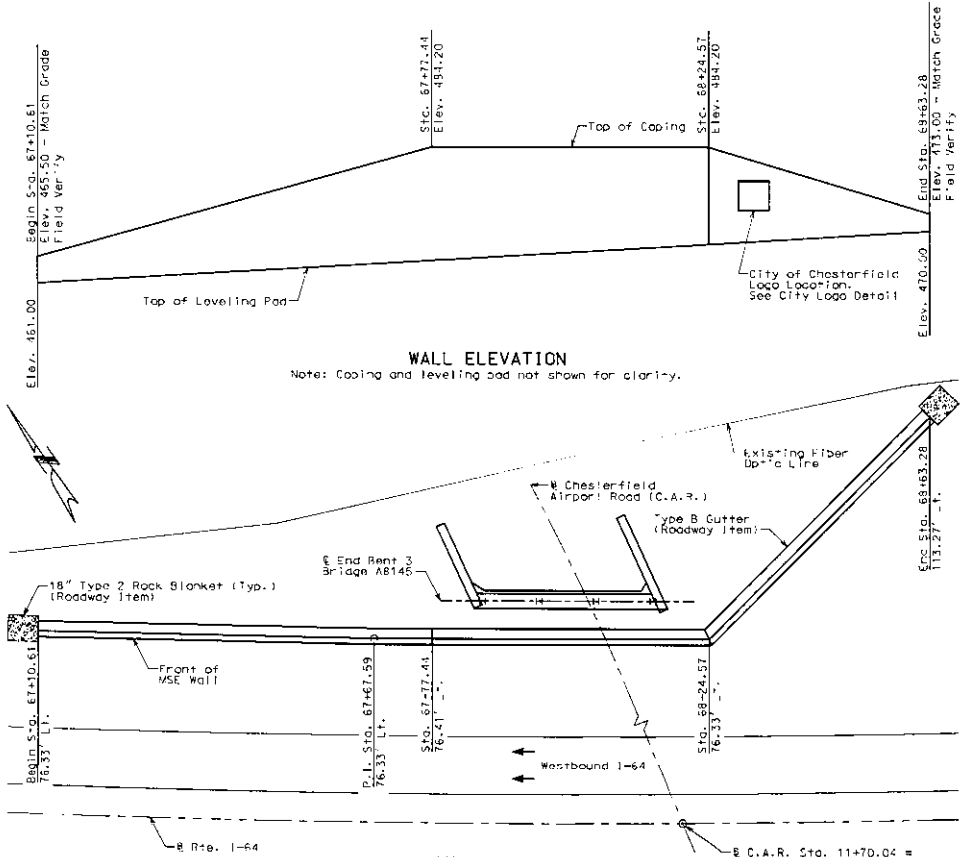 Begin Sta. 67+10.61
Elev. 465.50 - Match Grade
Field Verify
Sta. 67+77.44
Elev. 484.20
Sta. 68+24.57
Elev. 484.20
End Sta. 68+63.28
Elev. 473.00 - Match Grade
Field Verify
Top of Coping
Top of Leveling Pad
City of Chesterfield
Logo Location.
See City Logo Detail
Elev. 461.00
Elev. 470.00
WALL ELEVATION
Note: Coping and leveling pad not shown for clarity.
Existing Fiber
Optic Line
Chesterfield
Airport Road (C.A.R.)
Type B Gutter
(Roadway Item)
End Bent 3
Bridge A8145
18" Type 2 Rock Blanket (Typ.)
(Roadway Item)
Front of
MSE Wall
Begin Sta. 67+10.61
76.33' Lt.
P.I. Sta. 67+67.59
76.33' Lt.
Sta. 67+77.44
76.41' Lt.
Sta. 68+24.57
76.33' Lt.
End Sta. 68+63.28
113.27' Lt.
Westbound I-64
Rte. I-64
C.A.R. Sta. 11+70.04 =